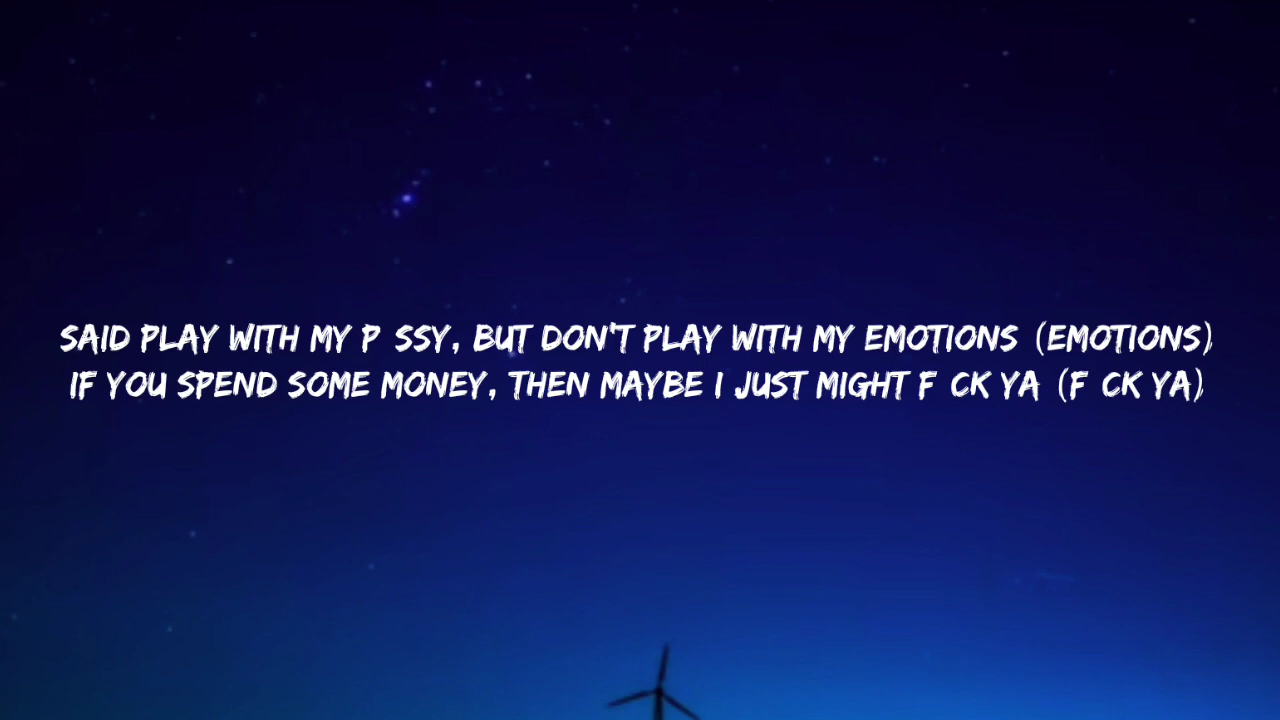 SAID PLAY WITH MY P SSY, BUT DON'T PLAY WITH MY EMOTIONS (EMOTIONS)
IF YOU SPEND SOME MONEY, THEN MAYBE I JUST MIGHT F CK YA (F CK YA)